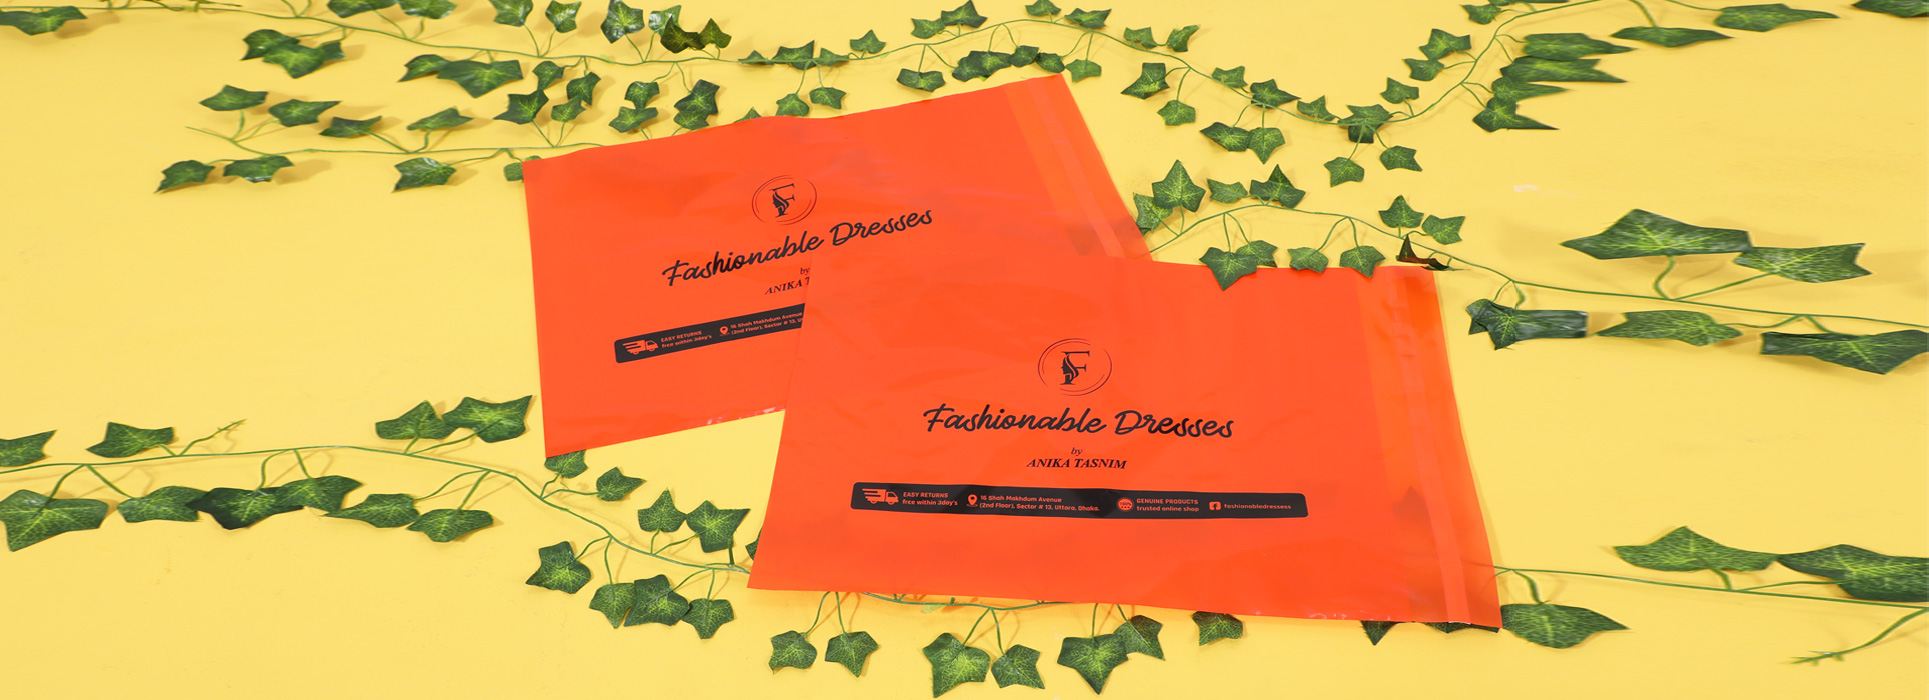 F
Fashionable Dresses
by
ANIKA T
EASY RETURNS
free within 3day's
16 Shah Makhdum Avenue
(2nd Floor), Sector # 13, U
F
Fashionable Dresses
by
ANIKA TASNIM
EASY RETURNS
free within 3day's
16 Shah Makhdum Avenue
(2nd Floor), Sector # 13, Uttara, Dhaka.
GENUINE PRODUCTS
trusted online shop
fashionabledressess